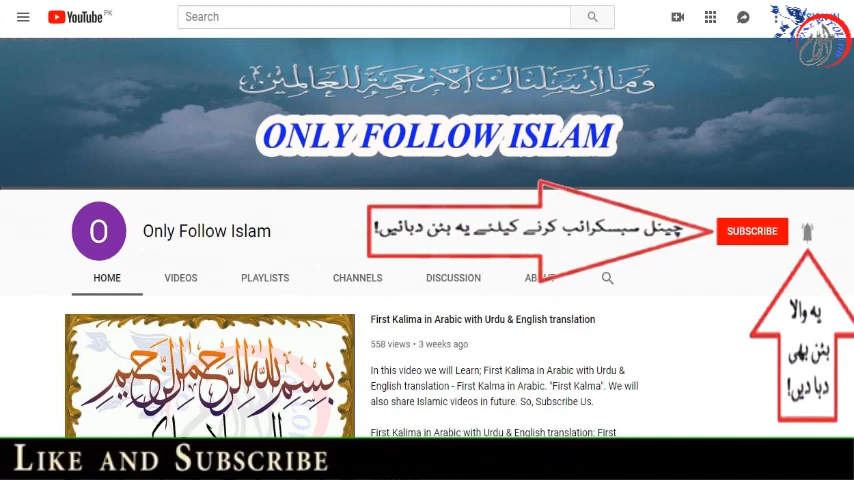 YouTube PK
Search
وما أرسلناك إلا رحمة للعالمين
ONLY FOLLOW ISLAM
O
Only Follow Islam
چینل سبسکرائب کرنے کیلئے یہ بٹن دبائیں!
SUBSCRIBE
HOME VIDEOS PLAYLISTS CHANNELS DISCUSSION
یہ والا
بٹن بھی
دبا دیں!
First Kalima in Arabic with Urdu & English translation
558 views • 3 weeks ago
In this video we will Learn; First Kalima in Arabic with Urdu &
English translation - First Kalma in Arabic. "First Kalma". We will
also share Islamic videos in future. So, Subscribe Us.
First Kalima in Arabic with Urdu & English translation: First
بسم الله الرحمن الرحيم
LIKE AND SUBSCRIBE